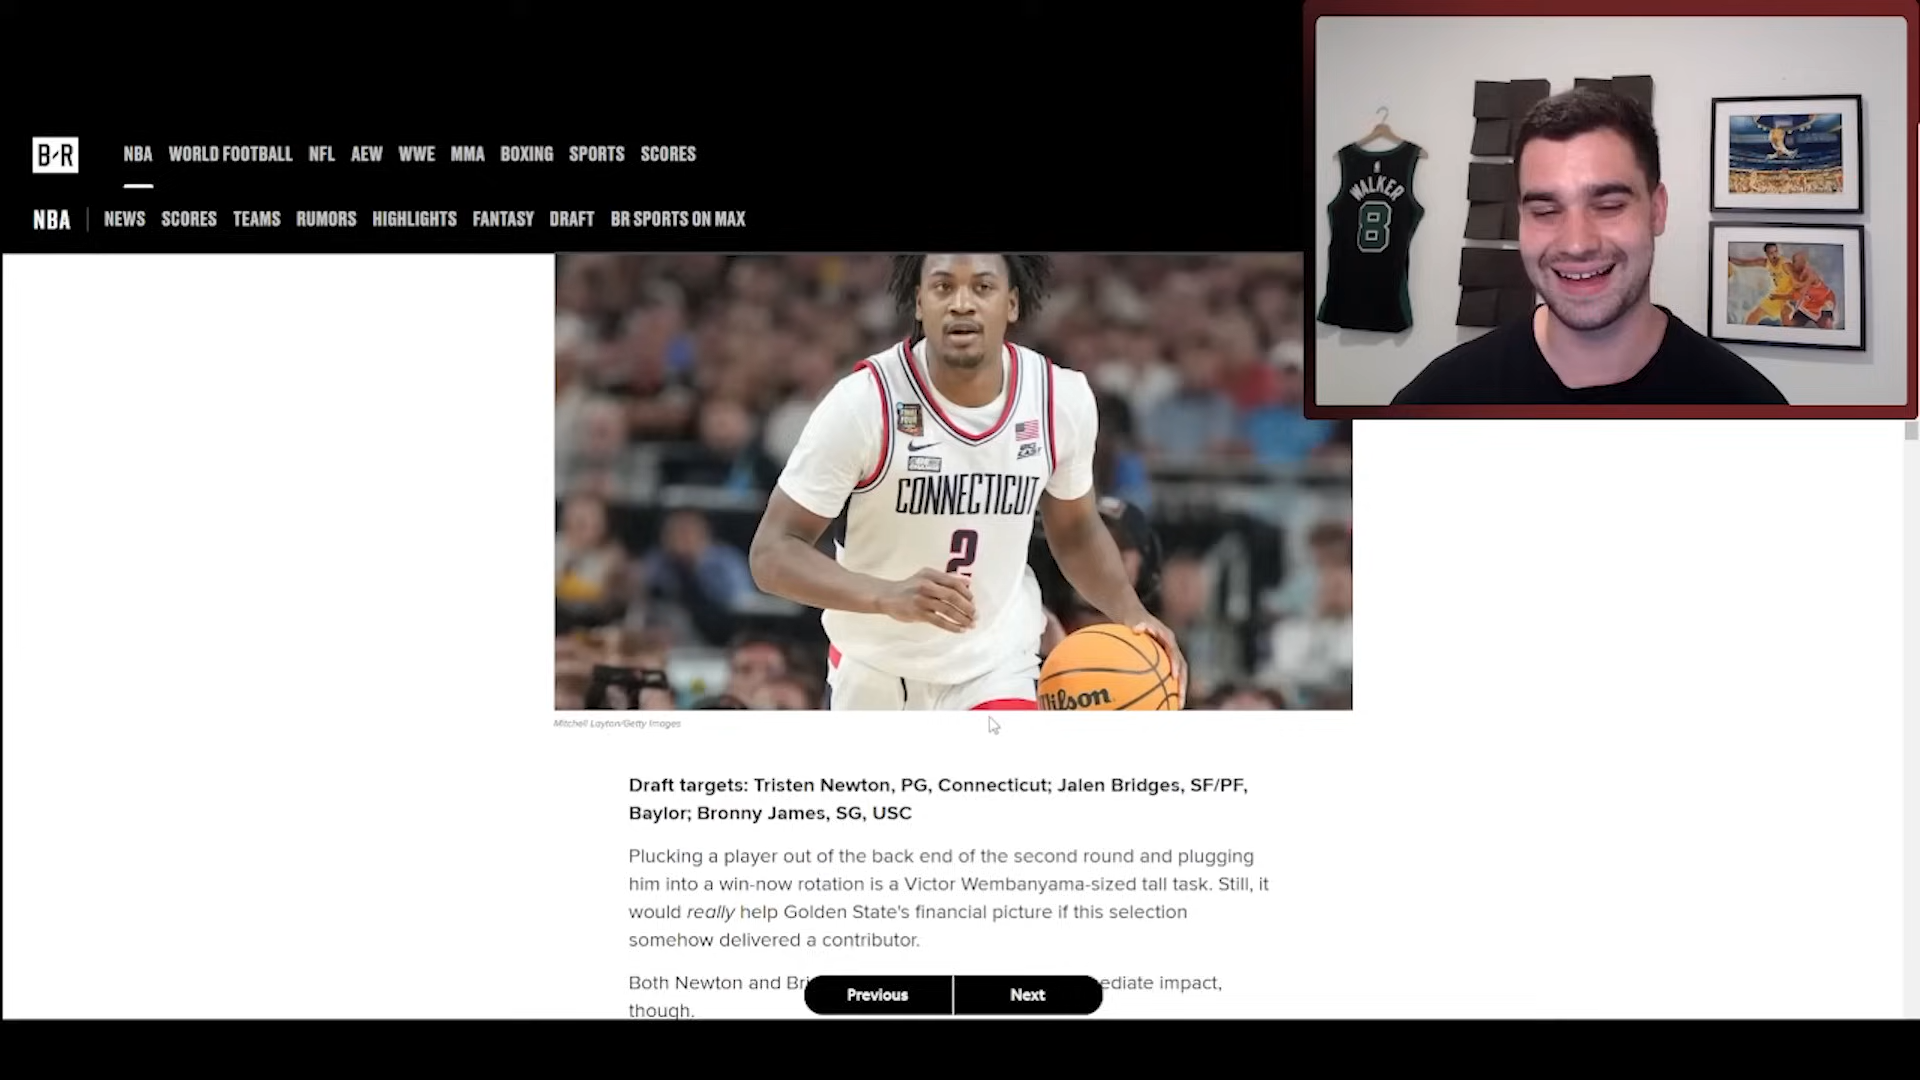 B/R
NBA WORLD FOOTBALL NFL AEW WWE MMA BOXING SPORTS SCORES
NBA NEWS SCORES TEAMS RUMORS HIGHLIGHTS FANTASY DRAFT BR SPORTS ON MAX
WALKER
8
BIG
EAST
CONNECTICUT
2
Wilson
Mitchell Layton/Getty Images
Draft targets: Tristen Newton, PG, Connecticut; Jalen Bridges, SF/PF,
Baylor; Bronny James, SG, USC
Plucking a player out of the back end of the second round and plugging
him into a win-now rotation is a Victor Wembanyama-sized tall task. Still, it
would really help Golden State's financial picture if this selection
somehow delivered a contributor.
Both Newton and Bri ediate impact,
though.
Previous Next